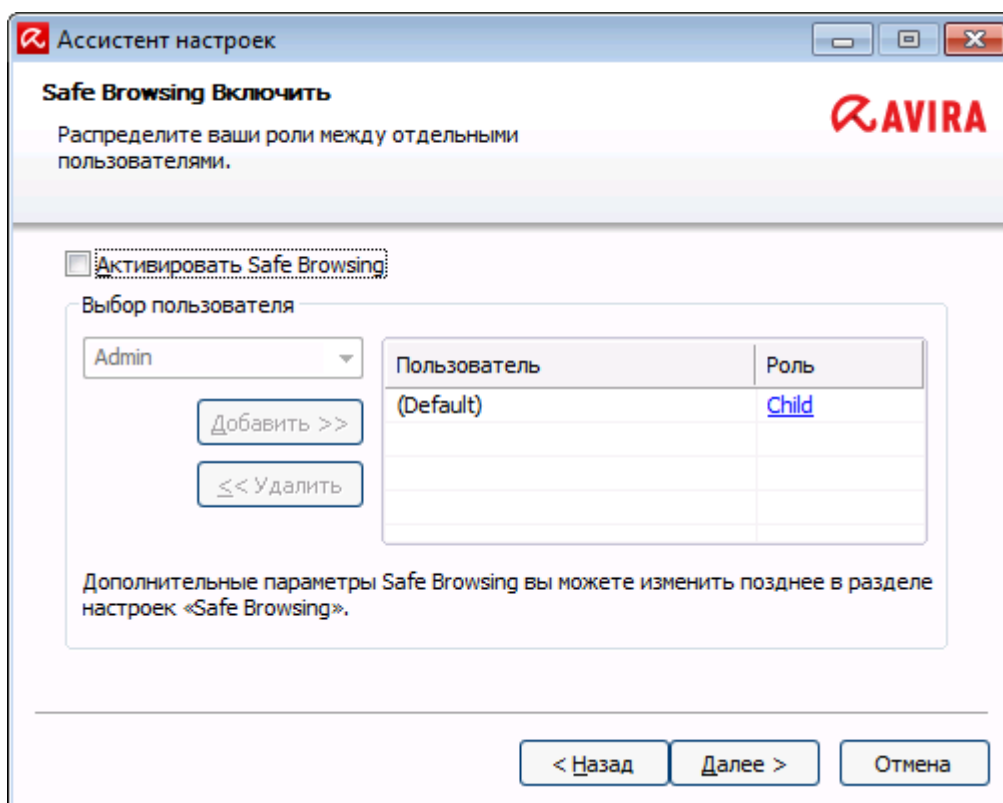 Ассистент настроек
Safe Browsing Включить
AVIRA
Распределите ваши роли между отдельными
пользователями.
Активировать Safe Browsing
Выбор пользователя
Admin
Пользователь Роль
(Default) Child
Добавить >>
<< Удалить
Дополнительные параметры Safe Browsing вы можете изменить позднее в разделе
настроек «Safe Browsing».
< Назад Далее > Отмена